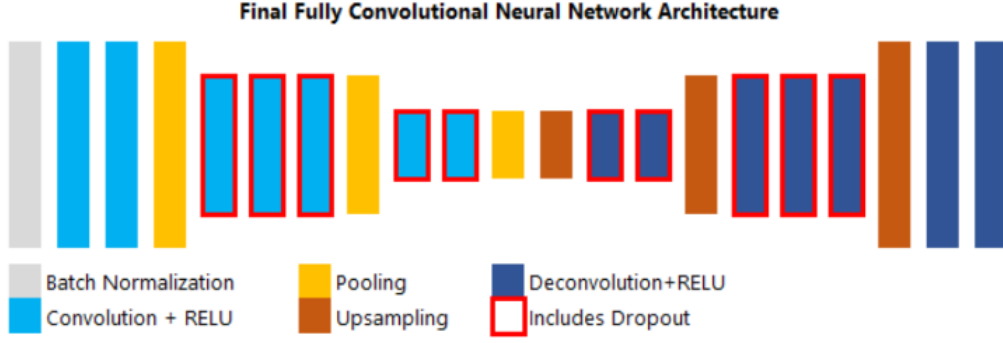 Final Fully Convolutional Neural Network Architecture
Batch Normalization
Pooling
Deconvolution+RELU
Convolution + RELU
Upsampling
Includes Dropout